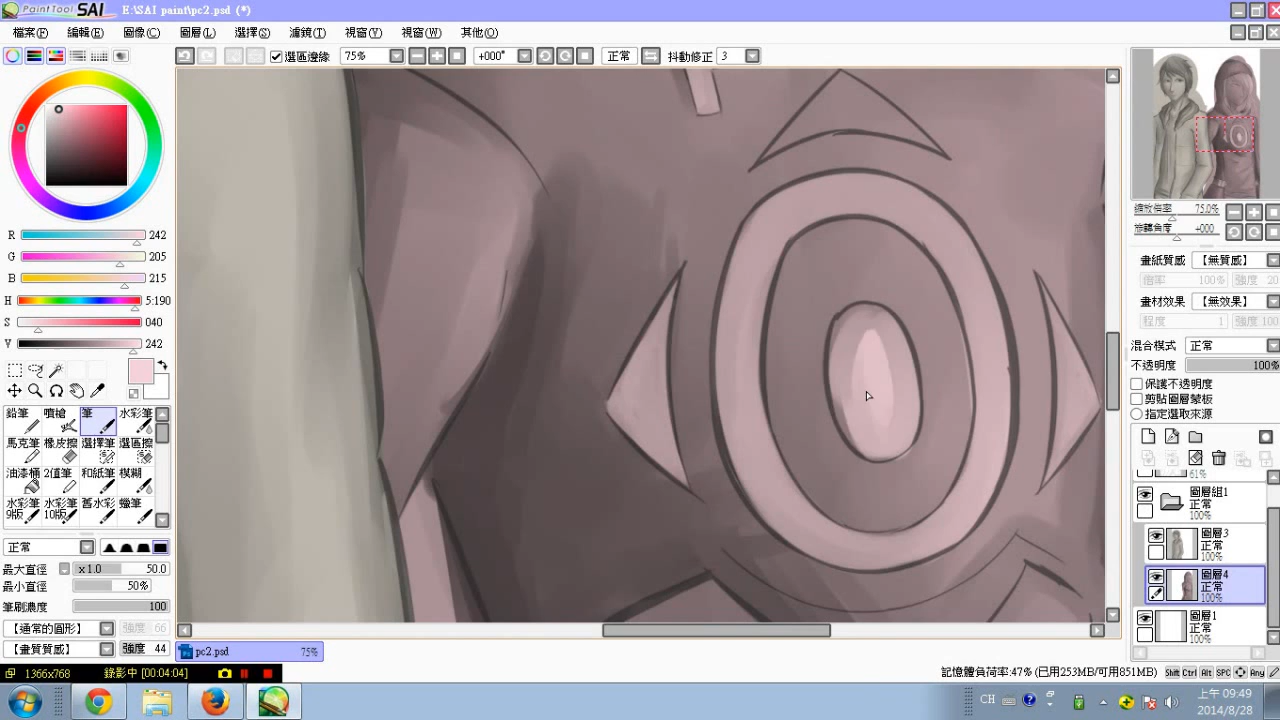 PaintTool SAI E:\SAI paint\pc2.psd (*)
檔案(F) 編輯(E) 圖像(C) 圖層(L) 選擇(S) 濾鏡(T) 視窗(V) 視窗(W) 其他(O)
選區邊緣 75% +000° 正常 抖動修正 3
縮放倍率 75.0%
旋轉角度 +000
R 242
G 205
B 215
H 5:190
S 040
V 242
畫紙質感 【無質感】
倍率 100% 強度 20
畫材效果 【無效果】
程度 1 強度 100
混合模式 正常
不透明度 100%
保護不透明度
剪貼圖層蒙板
指定選取來源
鉛筆 噴槍 筆 水彩筆
馬克筆 橡皮擦 選擇筆 選區擦
油漆桶 2值筆 和紙筆 模糊
水彩筆 水彩筆 舊水彩 蠟筆
9版 10版
61%
圖層組1
正常
100%
圖層3
正常
100%
圖層4
正常
100%
圖層1
正常
100%
正常
最大直徑 x1.0 50.0
最小直徑 50%
筆刷濃度 100
【通常的圓形】 強度 66
【畫質質感】 強度 44
pc2.psd 75%
1366x768 錄影中 [00:04:04]
記憶體負荷率:47% (已用253MB/可用851MB)
Shift Ctrl Alt SPC Any
CH
上午 09:49
2014/8/28